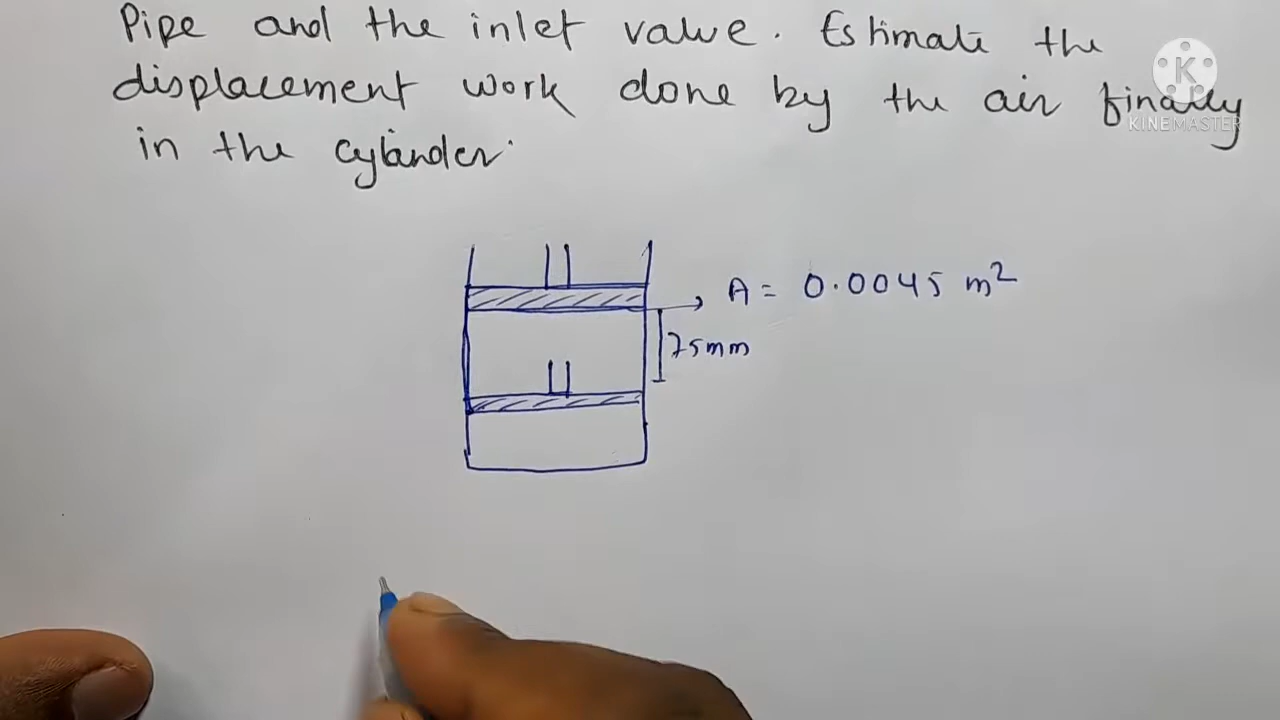 Pipe and the inlet valve. Estimate the
displacement work done by the air finally
in the cylinder.
K
KINEMASTER
A = 0.0045 m²
75mm